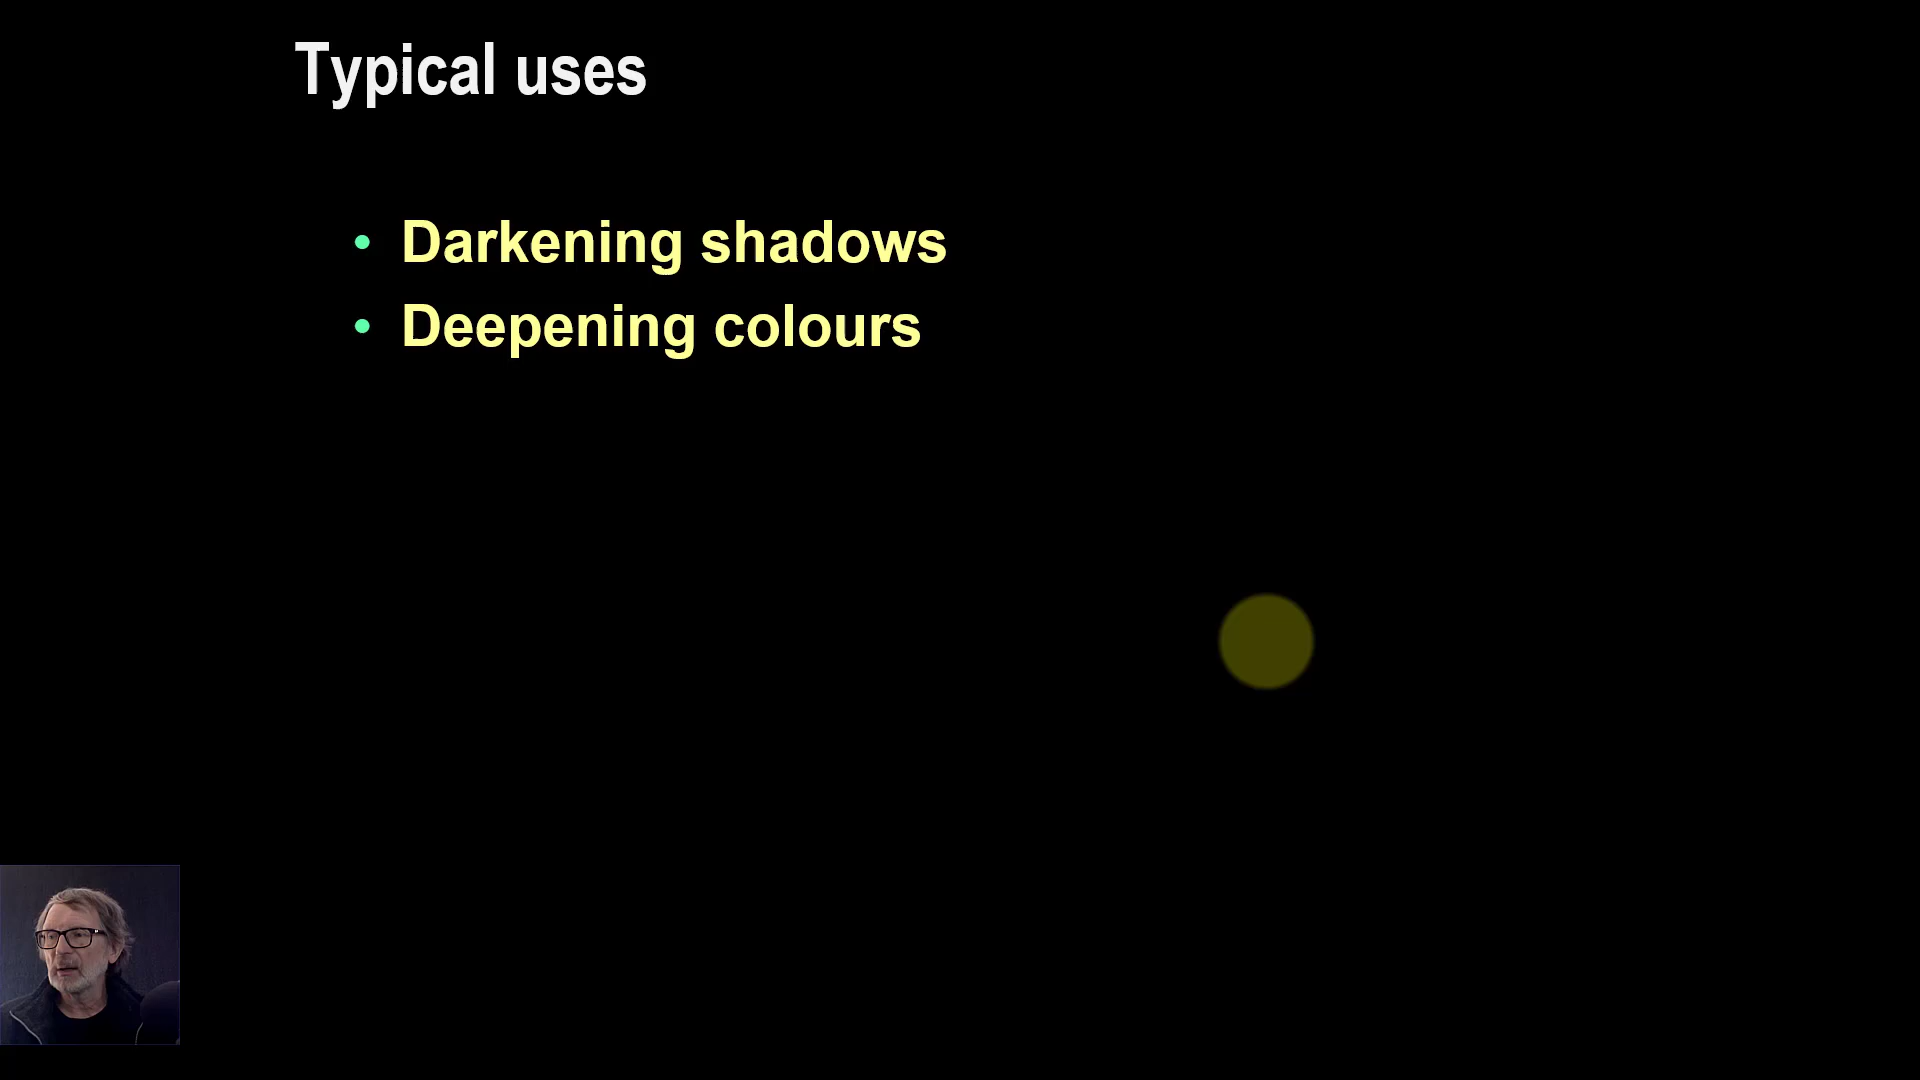 Typical uses
• Darkening shadows
• Deepening colours